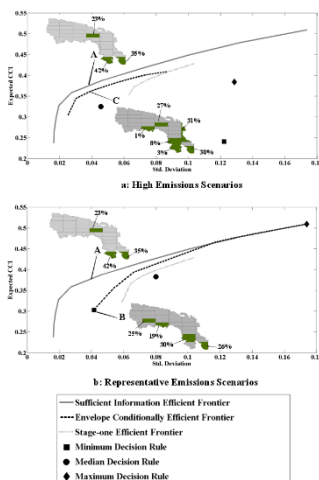 0.55
0.5
0.45
0.4
0.35
0.3
0.25
0.2
Expected CCI
23%
35%
42%
A
C
27%
31%
1%
8%
3%
30%
0 0.02 0.04 0.06 0.08 0.1 0.12 0.14 0.16 0.18
Std. Deviation
a: High Emissions Scenarios
0.55
0.5
0.45
0.4
0.35
0.3
0.25
0.2
Expected CCI
23%
35%
42%
A
B
25%
19%
30%
26%
0 0.02 0.04 0.06 0.08 0.1 0.12 0.14 0.16 0.18
Std. Deviation
b: Representative Emissions Scenarios
Sufficient Information Efficient Frontier
Envelope Conditionally Efficient Frontier
Stage-one Efficient Frontier
Minimum Decision Rule
Median Decision Rule
Maximum Decision Rule